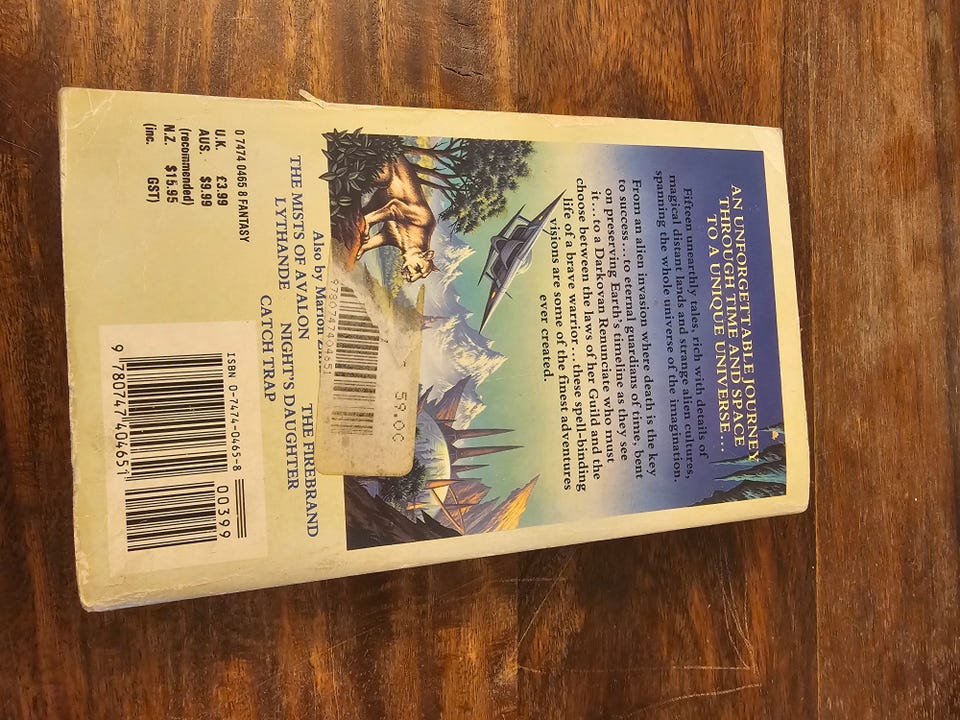 AN UNFORGETTABLE JOURNEY
THROUGH TIME AND SPACE
TO A UNIQUE UNIVERSE...
Fifteen unearthly tales, rich with details of
magical distant lands and strange alien cultures,
spanning the whole universe of the imagination.
From an alien invasion where death is the key
to success...to eternal guardians of time, bent
on preserving Earth's timeline as they see
it...to a Darkovan Renunciate who must
choose between the laws of her Guild and the
life of a brave warrior...these spell-binding
visions are some of the finest adventures
ever created.
59.00
9780747404651
Also by Marion
THE FIREBRAND
THE MISTS OF AVALON NIGHT'S DAUGHTER
LYTHANDE CATCH TRAP
0 7474 0465 8 FANTASY
U.K. £3.99
AUS. $9.99
(recommended)
N.Z. $15.95
(inc. GST)
ISBN 0-7474-0465-8
00399
9 780747 404651